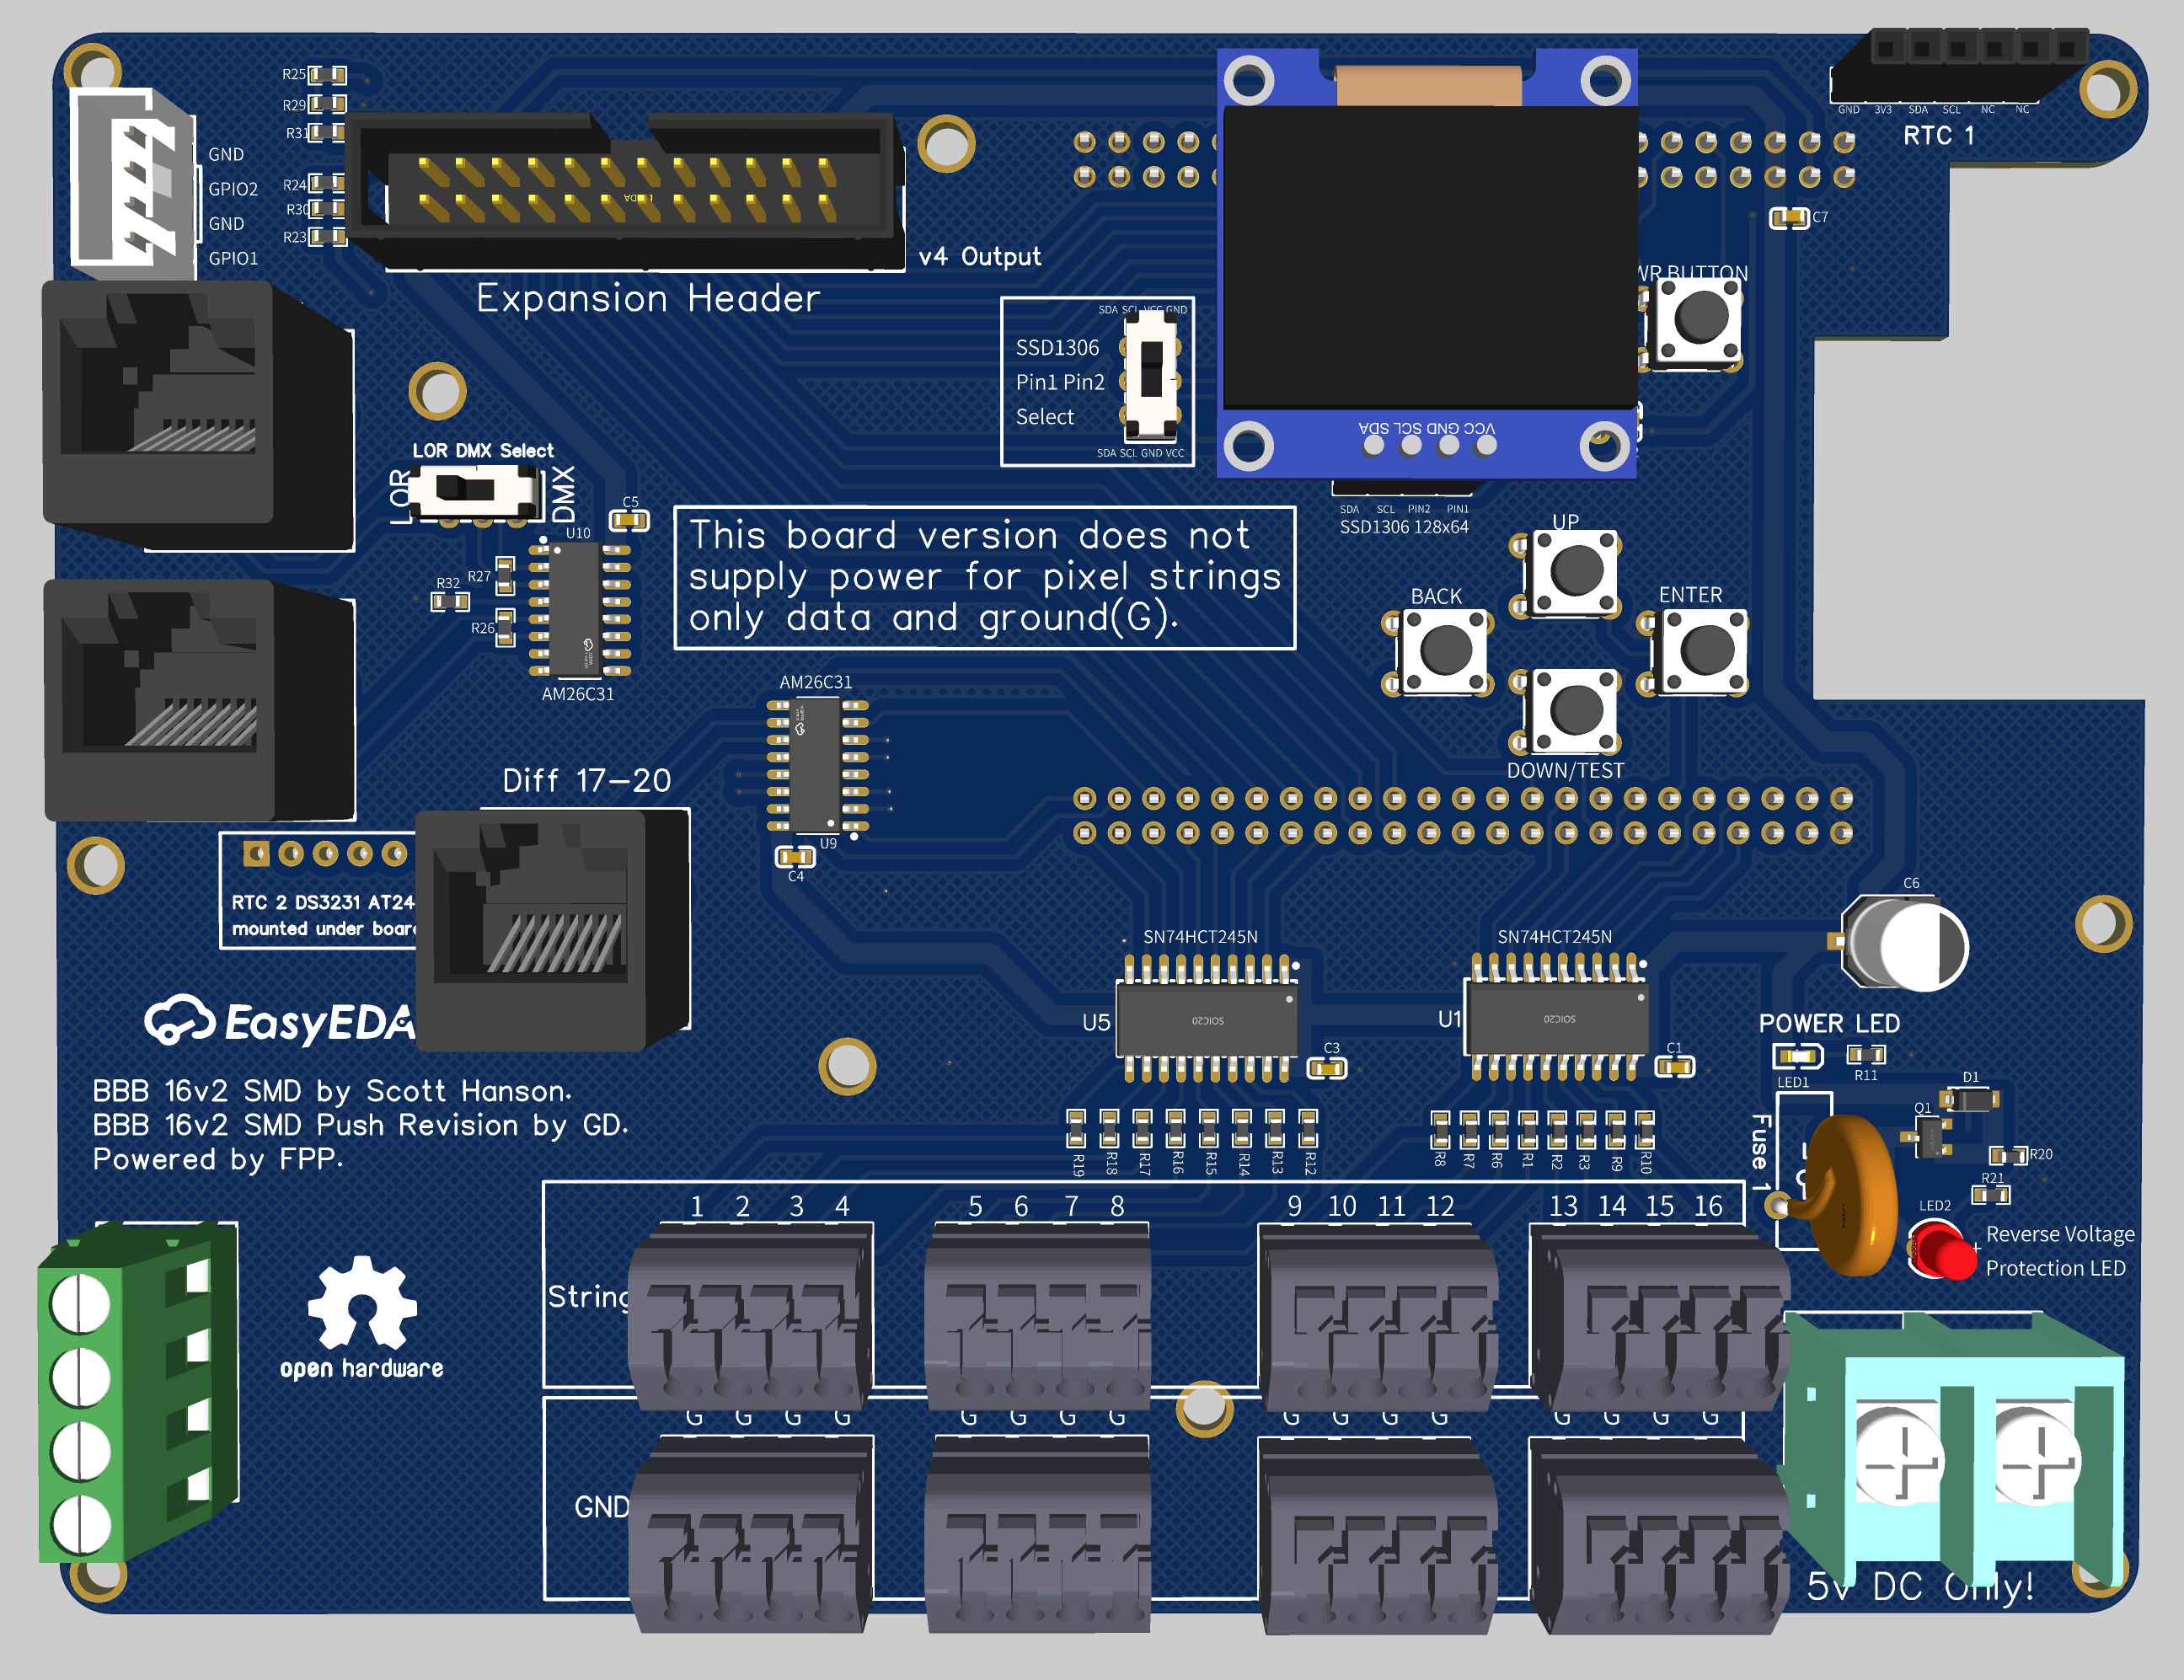 R25
R29
R31
GND
GPIO2
GND
GPIO1
R24
R30
R23
v4 Output
Expansion Header
GND 3V3 SDA SCL NC NC
RTC 1
C7
WR BUTTON
SDA SCL VCC GND
SSD1306
Pin1 Pin2
Select
SDA SCL GND VCC
VCC GND SCL SDA
SDA SCL PIN2 PIN1
SSD1306 128x64
LOR DMX Select
LOR
DMX
C5
U10
R27
R32
R26
AM26C31
This board version does not
supply power for pixel strings
only data and ground(G).
UP
BACK
ENTER
DOWN/TEST
AM26C31
U9
C4
Diff 17-20
RTC 2 DS3231 AT24
mounted under boar
EasyEDA
BBB 16v2 SMD by Scott Hanson.
BBB 16v2 SMD Push Revision by GD.
Powered by FPP.
SN74HCT245N
SN74HCT245N
U5
SOIC20
U1
SOIC20
C3
C1
C6
POWER LED
LED1
R11
D1
Q1
Fuse 1
R20
R21
LED2
+
Reverse Voltage
Protection LED
R19 R18 R17 R16 R15 R14 R13 R12
R8 R7 R6 R1 R2 R3 R9 R10
1 2 3 4 5 6 7 8 9 10 11 12 13 14 15 16
String
G G G G G G G G G G G G G G G G
GND
open hardware
5v DC Only!